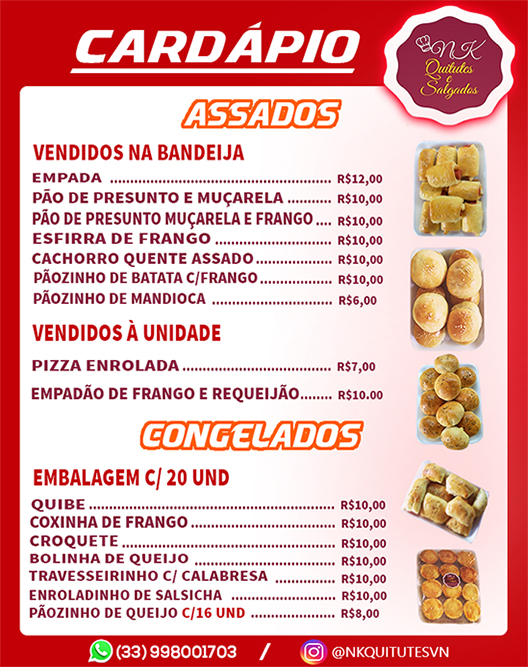 CARDÁPIO
NK
Quitutes
e
Salgados
ASSADOS
VENDIDOS NA BANDEIJA
EMPADA ........................ R$12,00
PÃO DE PRESUNTO E MUÇARELA ........... R$10,00
PÃO DE PRESUNTO MUÇARELA E FRANGO .... R$10,00
ESFIRRA DE FRANGO ........................ R$10,00
CACHORRO QUENTE ASSADO ................. R$10,00
PÃOZINHO DE BATATA C/FRANGO ................ R$10,00
PÃOZINHO DE MANDIOCA ........................ R$6,00
VENDIDOS À UNIDADE
PIZZA ENROLADA ........................ R$7,00
EMPADÃO DE FRANGO E REQUEIJÃO ........ R$10.00
CONGELADOS
EMBALAGEM C/ 20 UND
QUIBE ........................ R$10,00
COXINHA DE FRANGO ........................ R$10,00
CROQUETE ........................ R$10,00
BOLINHA DE QUEIJO ........................ R$10,00
TRAVESSEIRINHO C/ CALABRESA ................ R$10,00
ENROLADINHO DE SALSICHA ........................ R$10,00
PÃOZINHO DE QUEIJO C/16 UND .................... R$8,00
(33) 998001703 / @NKQUITUTESVN